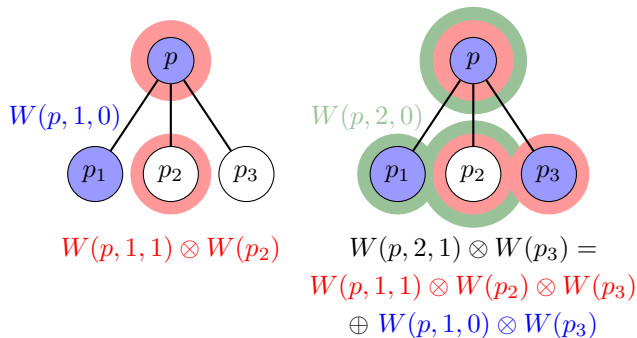 p
W(p, 1, 0)
p₁ p₂ p₃
W(p, 1, 1) ⊗ W(p₂)
p
W(p, 2, 0)
p₁ p₂ p₃
W(p, 2, 1) ⊗ W(p₃) =
W(p, 1, 1) ⊗ W(p₂) ⊗ W(p₃)
⊕ W(p, 1, 0) ⊗ W(p₃)